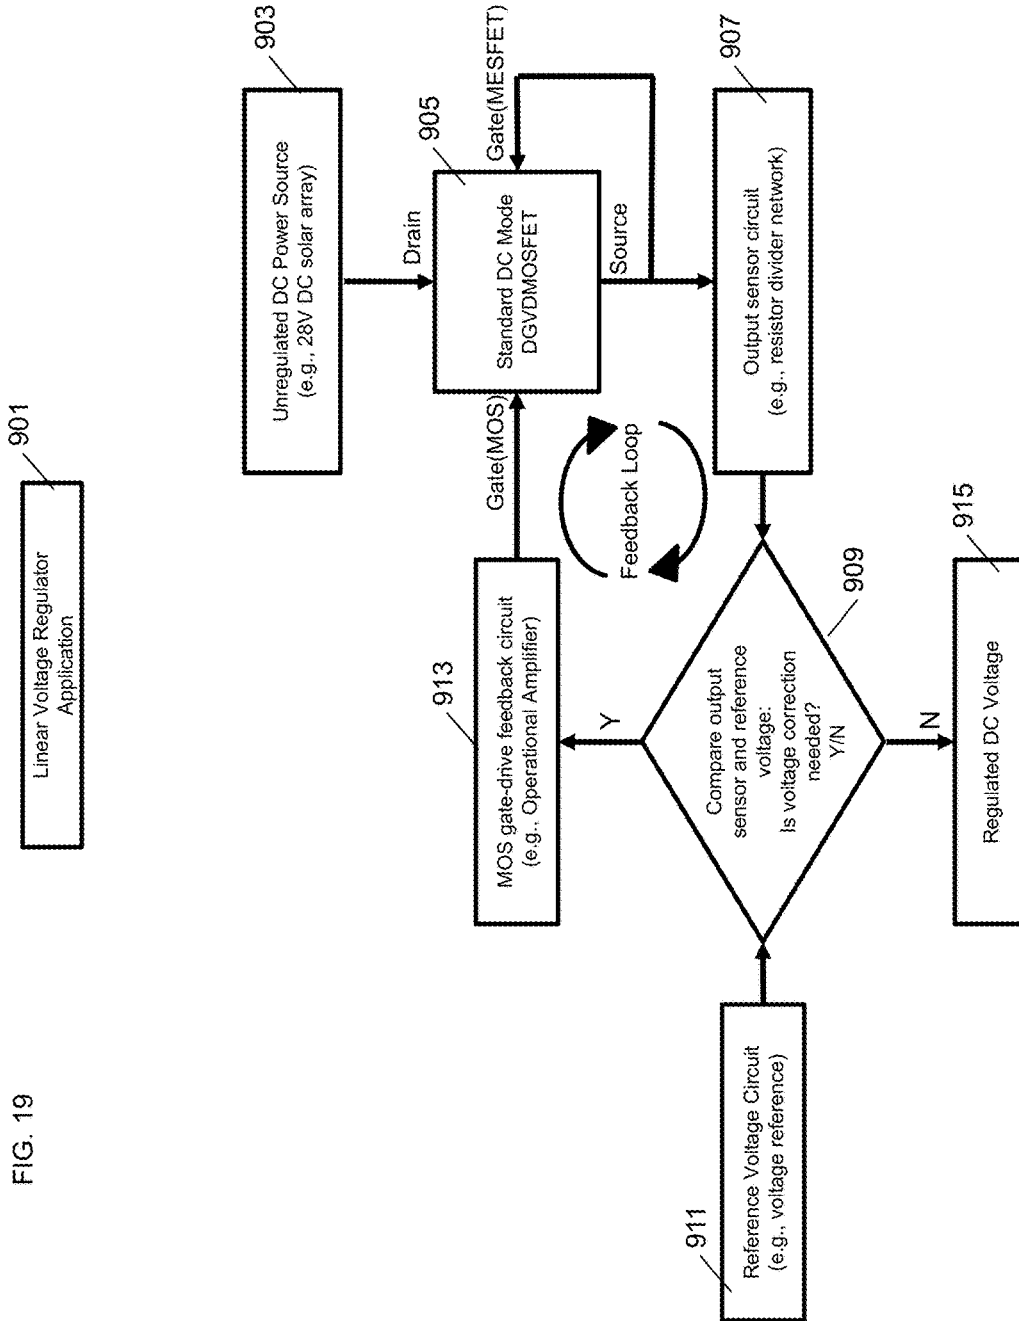 FIG. 19
901
Linear Voltage Regulator
Application
903
Unregulated DC Power Source
(e.g., 28V DC solar array)
Drain
905
Gate(MOS)
Gate(MESFET)
Standard DC Mode
DGVDMOSFET
Source
913
MOS gate-drive feedback circuit
(e.g., Operational Amplifier)
Feedback Loop
907
Output sensor circuit
(e.g., resistor divider network)
Y
909
Compare output
sensor and reference
voltage:
Is voltage correction
needed?
Y/N
911
Reference Voltage Circuit
(e.g., voltage reference)
N
915
Regulated DC Voltage